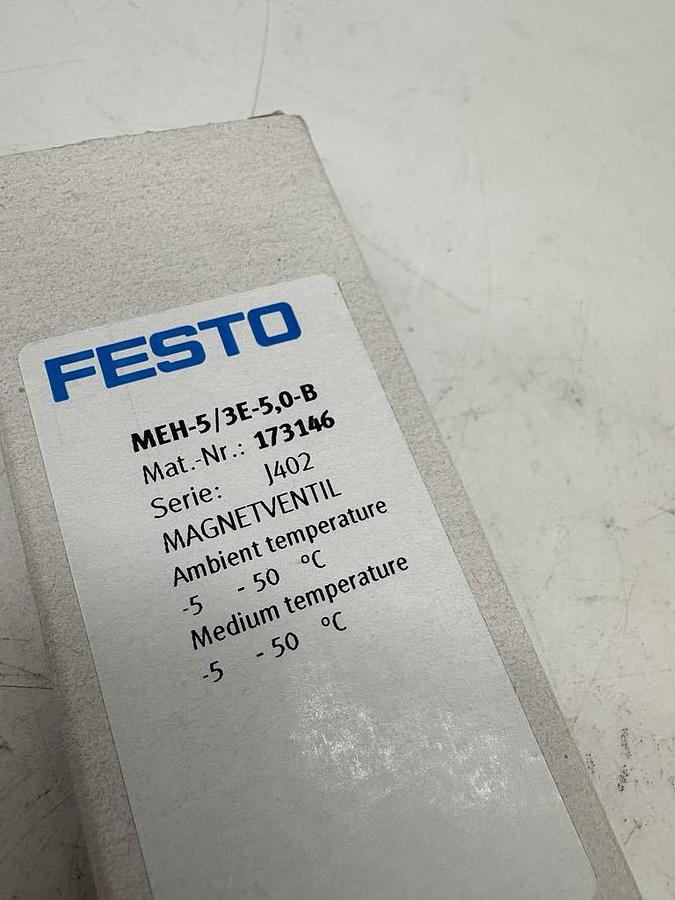 FESTO
MEH-5/3E-5,0-B
Mat.-Nr.: 173146
Serie: J402
MAGNETVENTIL
Ambient temperature
-5 - 50 °C
Medium temperature
-5 - 50 °C